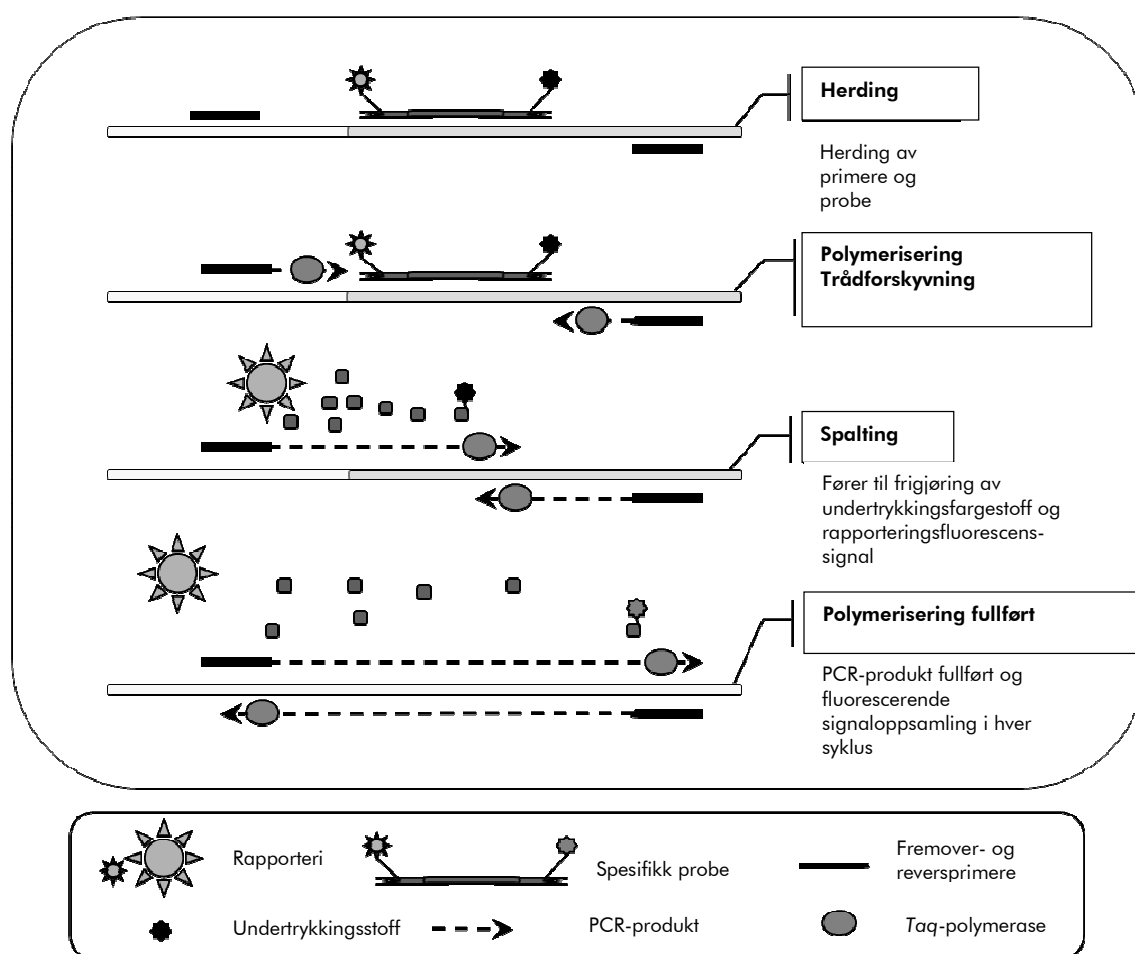 Herding
Herding av
primere og
probe
Polymerisering
Trådforskyvning
Spalting
Fører til frigjøring av
undertrykkingsfargestoff og
rapporteringsfluorescens-
signal
Polymerisering fullført
PCR-produkt fullført og
fluorescerende
signaloppsamling i hver
syklus
Rapporteri
Spesifikk probe
Fremover- og
reversprimere
Undertrykkingsstoff
PCR-produkt
Taq-polymerase